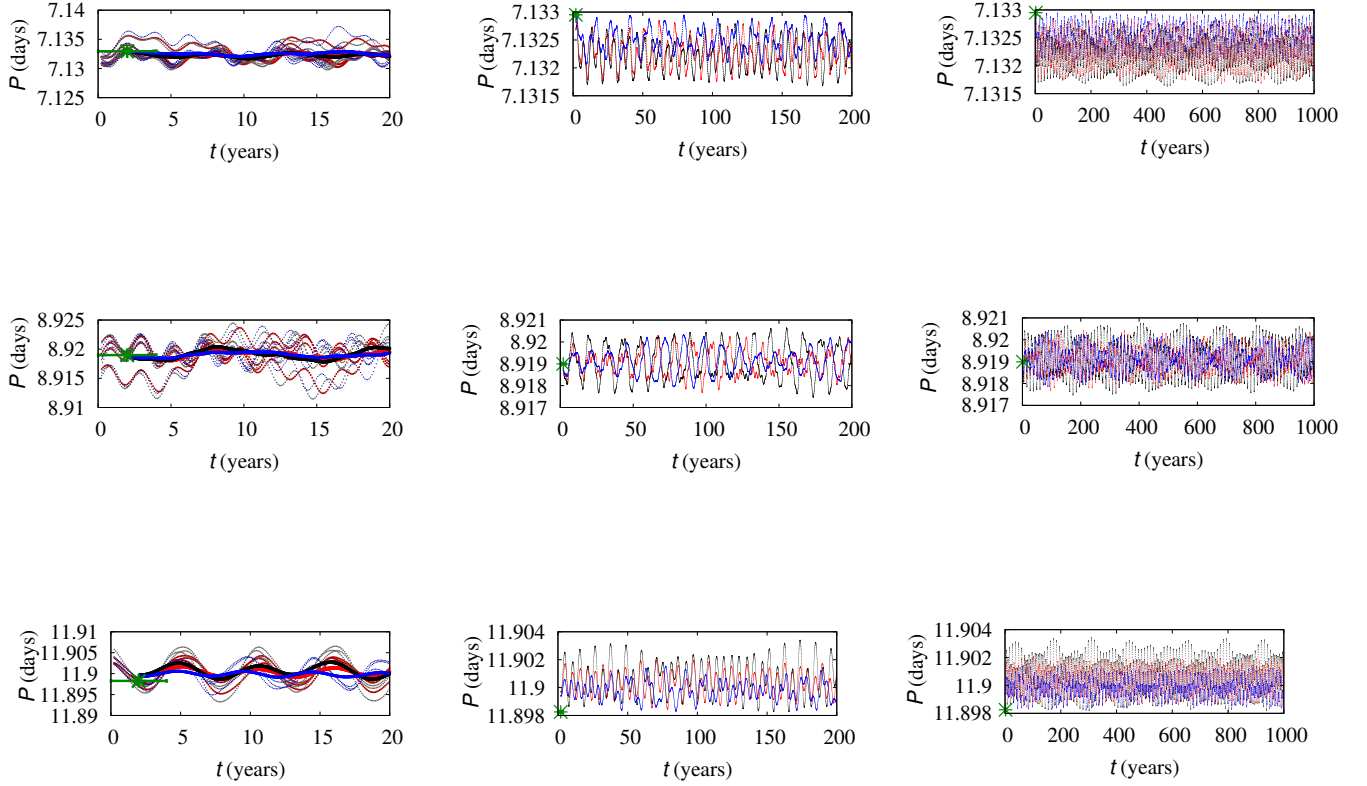 7.14
7.135
7.13
7.125
P (days)
0 5 10 15 20
t (years)
7.133
7.1325
7.132
7.1315
P (days)
0 50 100 150 200
t (years)
7.133
7.1325
7.132
7.1315
P (days)
0 200 400 600 800 1000
t (years)
8.925
8.92
8.915
8.91
P (days)
0 5 10 15 20
t (years)
8.921
8.92
8.919
8.918
8.917
P (days)
0 50 100 150 200
t (years)
8.921
8.92
8.919
8.918
8.917
P (days)
0 200 400 600 800 1000
t (years)
11.91
11.905
11.9
11.895
11.89
P (days)
0 5 10 15 20
t (years)
11.904
11.902
11.9
11.898
P (days)
0 50 100 150 200
t (years)
11.904
11.902
11.9
11.898
P (days)
0 200 400 600 800 1000
t (years)